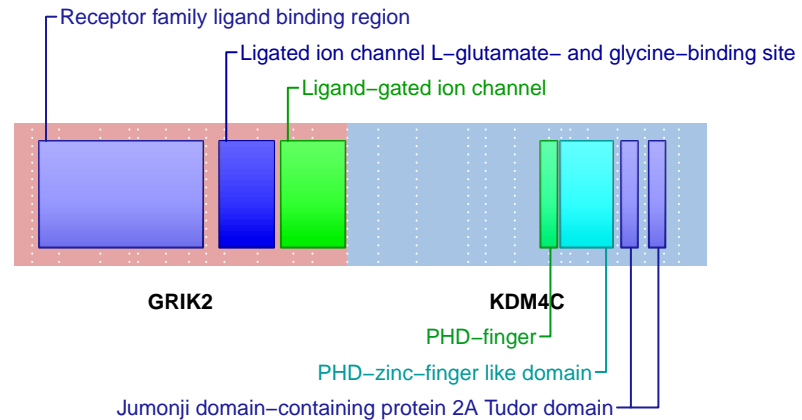 Receptor family ligand binding region
Ligated ion channel L−glutamate− and glycine−binding site
Ligand−gated ion channel
GRIK2
KDM4C
PHD−finger
PHD−zinc−finger like domain
Jumonji domain−containing protein 2A Tudor domain